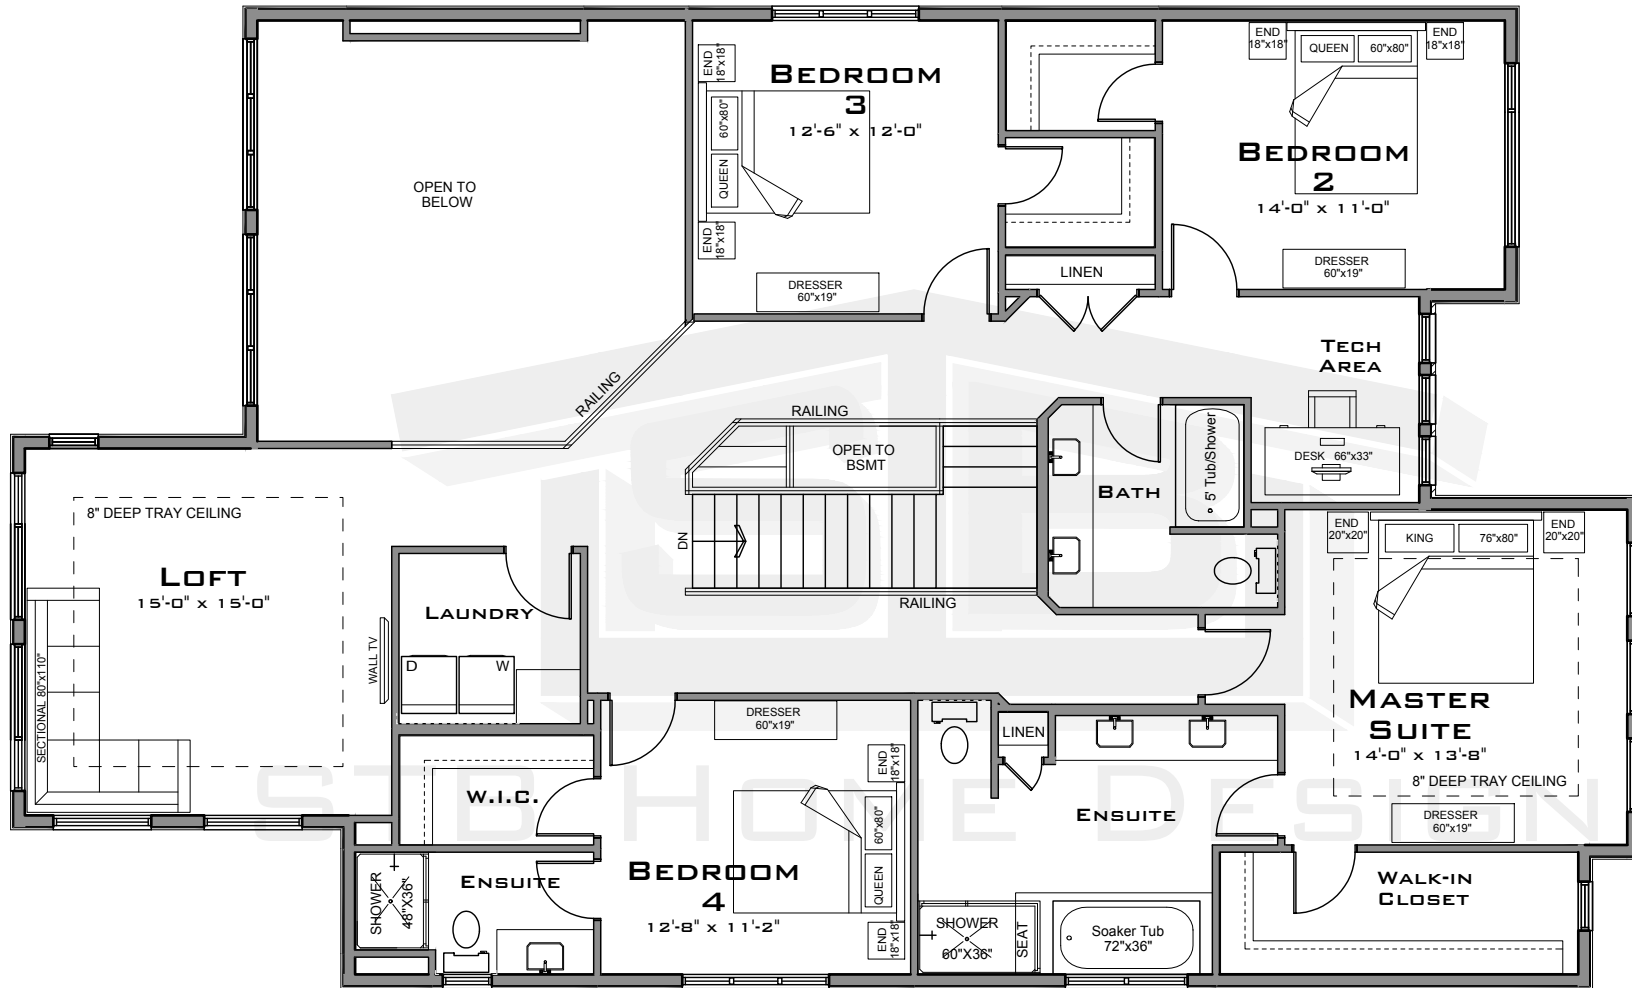 END
18"x18"
QUEEN
60"x80"
END
18"x18"
END
18"x18"
BEDROOM
3
12'-6" x 12'-0"
60"x80"
QUEEN
END
18"x18"
DRESSER
60"x19"
BEDROOM
2
14'-0" x 11'-0"
DRESSER
60"x19"
OPEN TO
BELOW
LINEN
TECH
AREA
RAILING
RAILING
OPEN TO
BSMT
DN
RAILING
BATH
5' Tub/Shower
DESK 66"x33"
8" DEEP TRAY CEILING
LOFT
15'-0" x 15'-0"
SECTIONAL 80"x110"
WALL TV
LAUNDRY
D
W
END
20"x20"
KING
76"x80"
END
20"x20"
MASTER
SUITE
14'-0" x 13'-8"
8" DEEP TRAY CEILING
DRESSER
60"x19"
DRESSER
60"x19"
END
18"x18"
LINEN
W.I.C.
ENSUITE
STB HOME DESIGN
BEDROOM
4
12'-8" x 11'-2"
60"x80"
QUEEN
END
18"x18"
ENSUITE
SHOWER
48"X36"
SHOWER
60"X36"
SEAT
Soaker Tub
72"x36"
WALK-IN
CLOSET